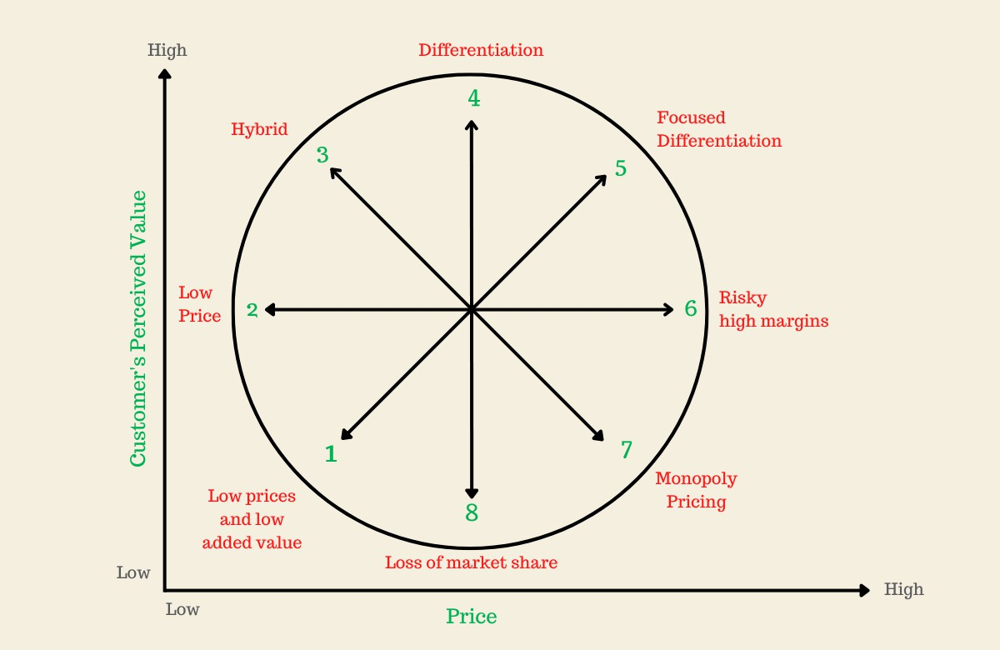 High
Differentiation
4
Hybrid
3
Focused
Differentiation
5
Customer's Perceived Value
Low
Price
2
6
Risky
high margins
1
Low prices
and low
added value
7
Monopoly
Pricing
8
Loss of market share
Low
Low
Price
High